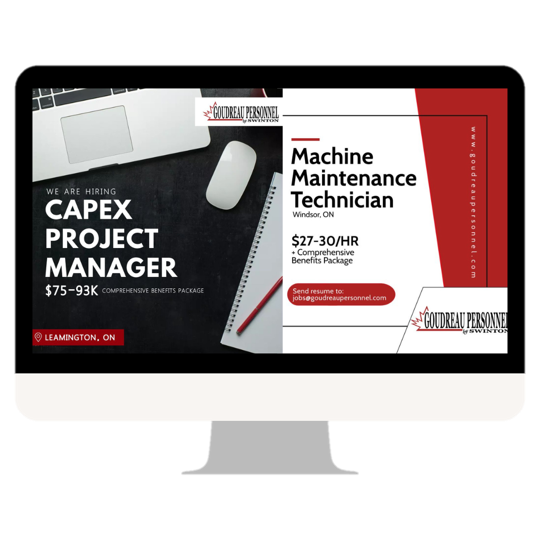 GOUDREAU PERSONNEL
& SWINTON
WE ARE HIRING
CAPEX
PROJECT
MANAGER
$75-93K COMPREHENSIVE BENEFITS PACKAGE
LEAMINGTON, ON
Machine
Maintenance
Technician
Windsor, ON
$27-30/HR
+ Comprehensive
Benefits Package
Send resume to:
jobs@goudreaupersonnel.com
www.goudreaupersonnel.com
GOUDREAU PERSONNEL
& SWINTON